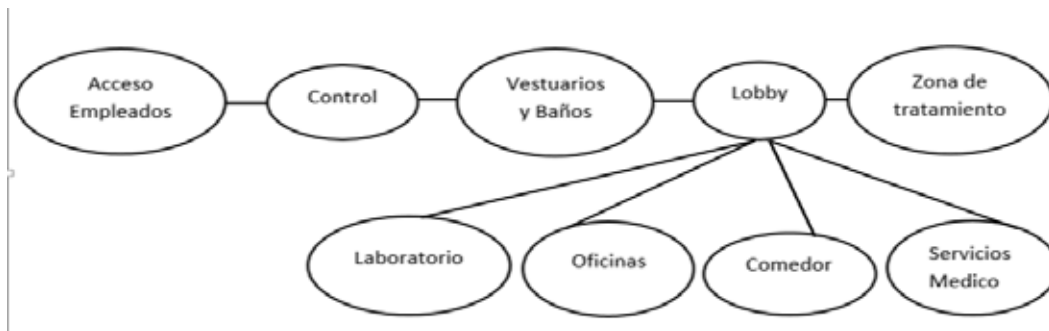 Acceso
Empleados
Control
Vestuarios
y Baños
Lobby
Zona de
tratamiento
Laboratorio
Oficinas
Comedor
Servicios
Medico